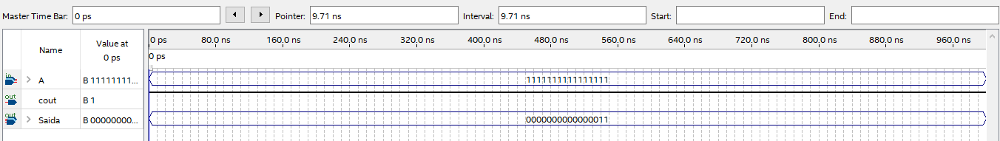 Master Time Bar: 0 ps Pointer: 9.71 ns Interval: 9.71 ns Start: End:
Name Value at 0 ps
0 ps 80.0 ns 160.0 ns 240.0 ns 320.0 ns 400.0 ns 480.0 ns 560.0 ns 640.0 ns 720.0 ns 800.0 ns 880.0 ns 960.0 ns
0 ps
in A B 11111111... 1111111111111111
out cout B 1
out Saida B 00000000... 0000000000000011